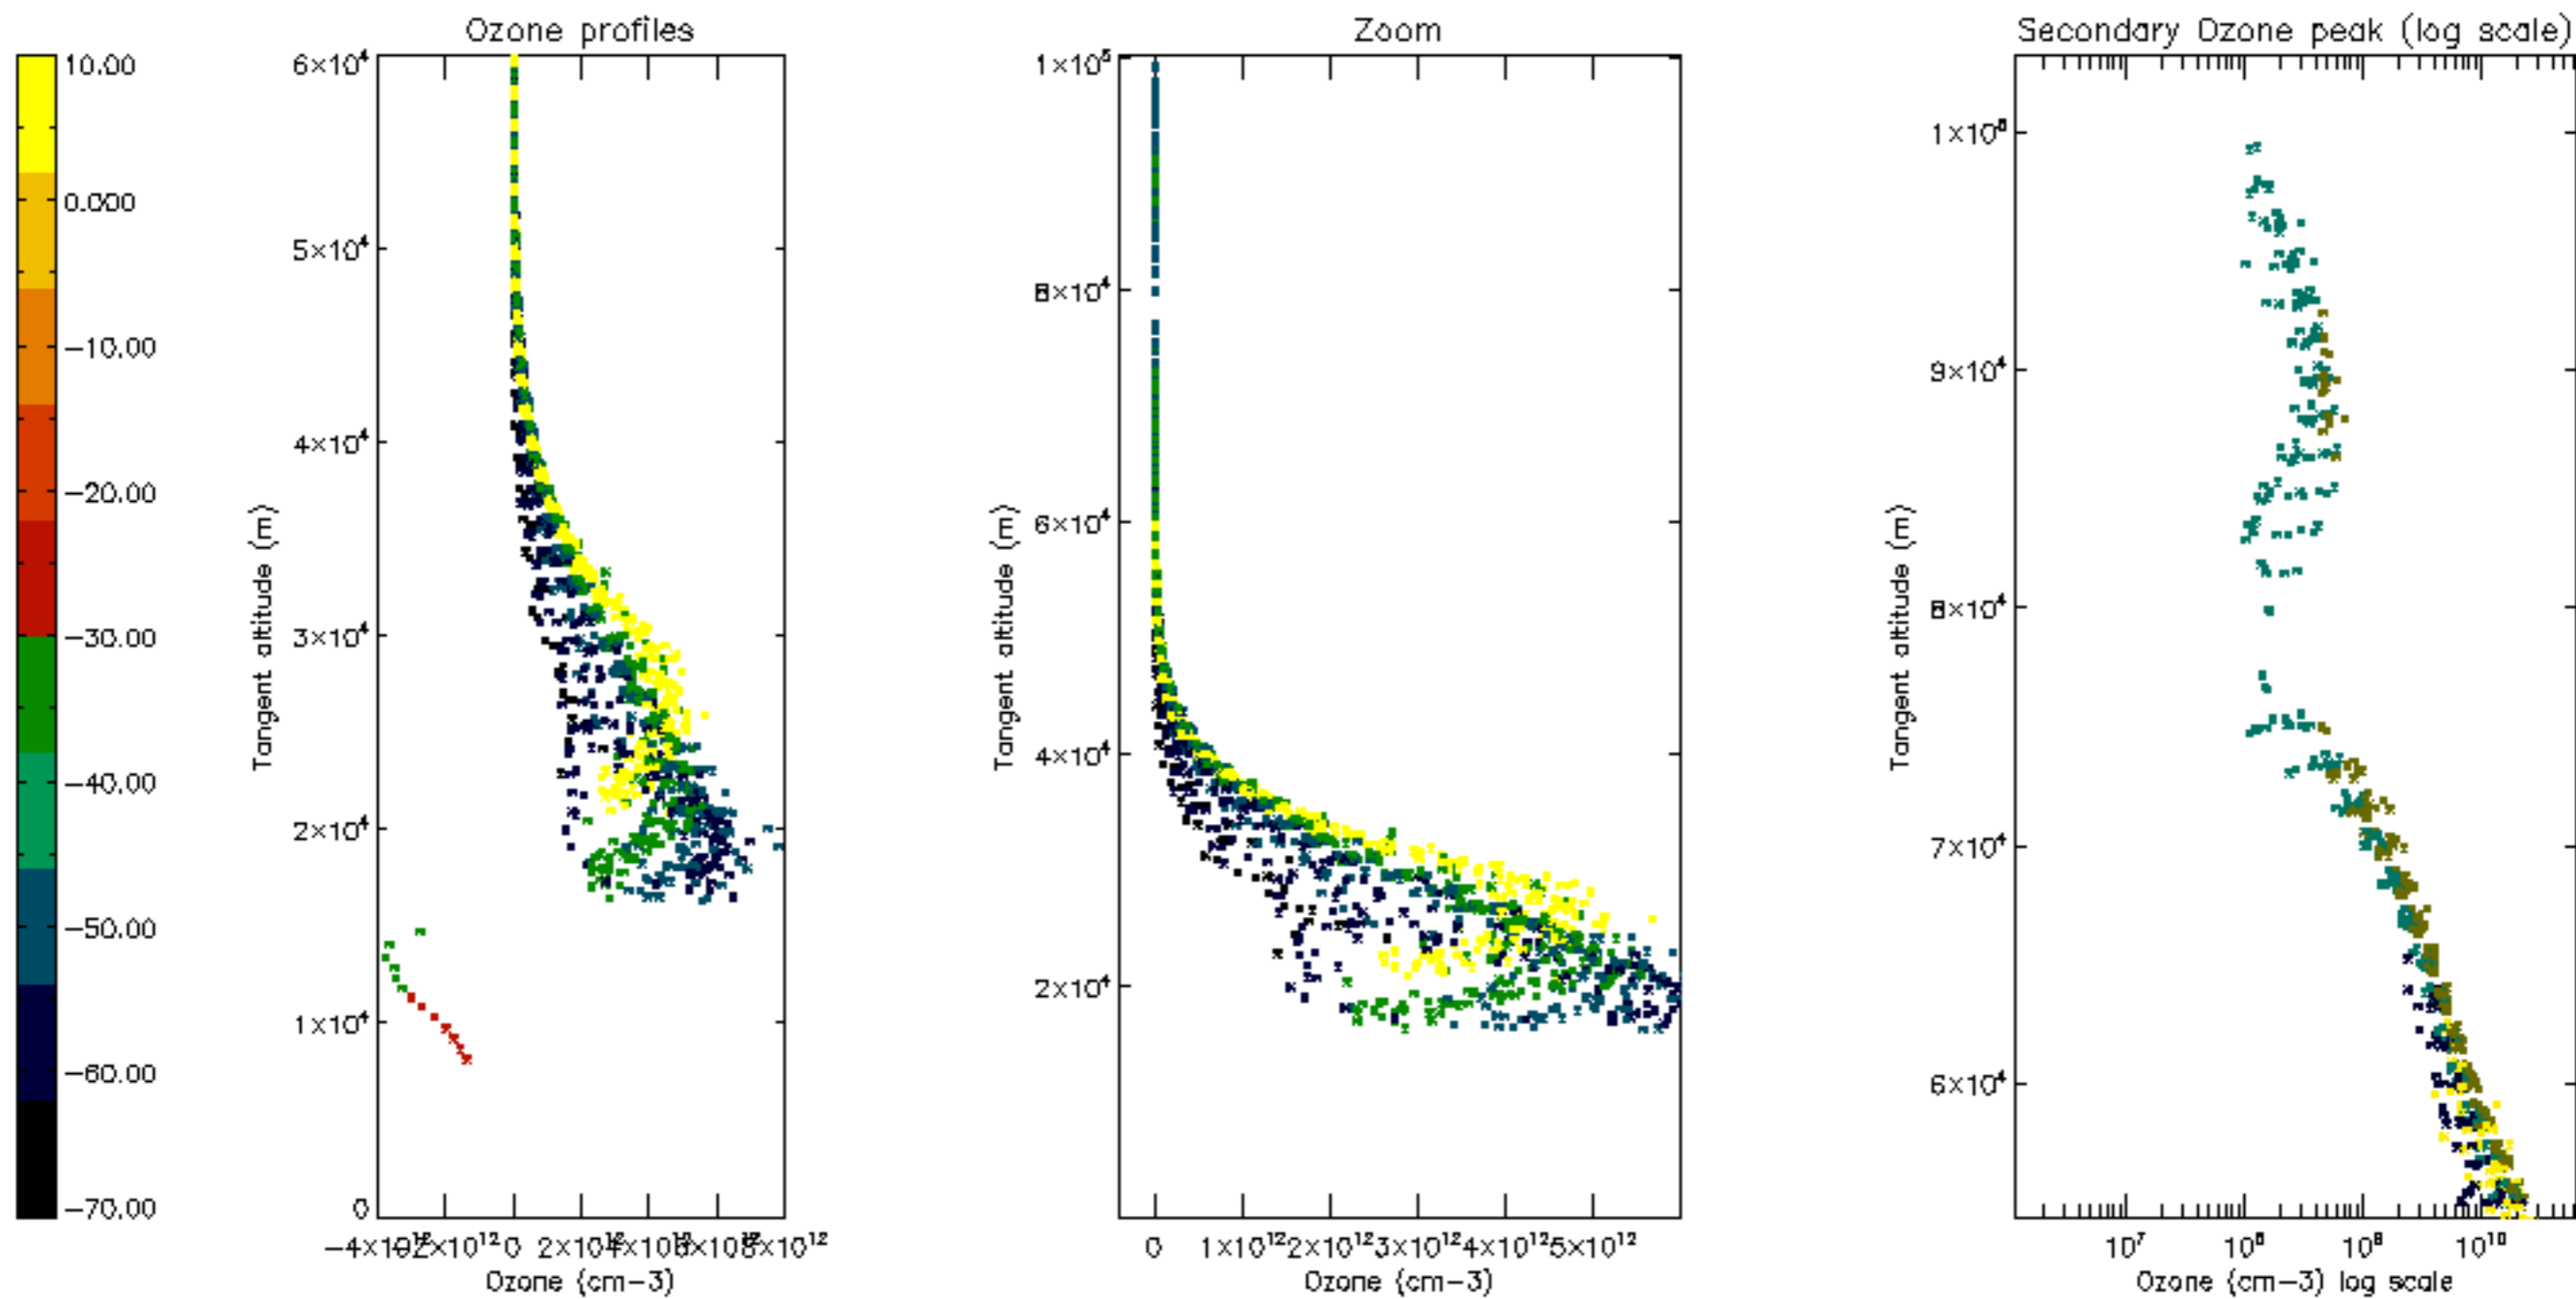 Ozone profiles
Zoom
Secondary Ozone peak (log scale)
10.00
0.000
−10.00
−20.00
−30.00
−40.00
−50.00
−60.00
−70.00
6×10⁴
5×10⁴
4×10⁴
3×10⁴
2×10⁴
1×10⁴
0
Tangent altitude (m)
0
Ozone (cm−3)
1×10⁵
8×10⁴
6×10⁴
4×10⁴
2×10⁴
Tangent altitude (m)
0 1×10¹² 2×10¹² 3×10¹² 4×10¹² 5×10¹²
Ozone (cm−3)
9×10⁴
8×10⁴
7×10⁴
6×10⁴
Tangent altitude (m)
10⁷ 10⁸ 10⁹ 10¹⁰
Ozone (cm−3) log scale